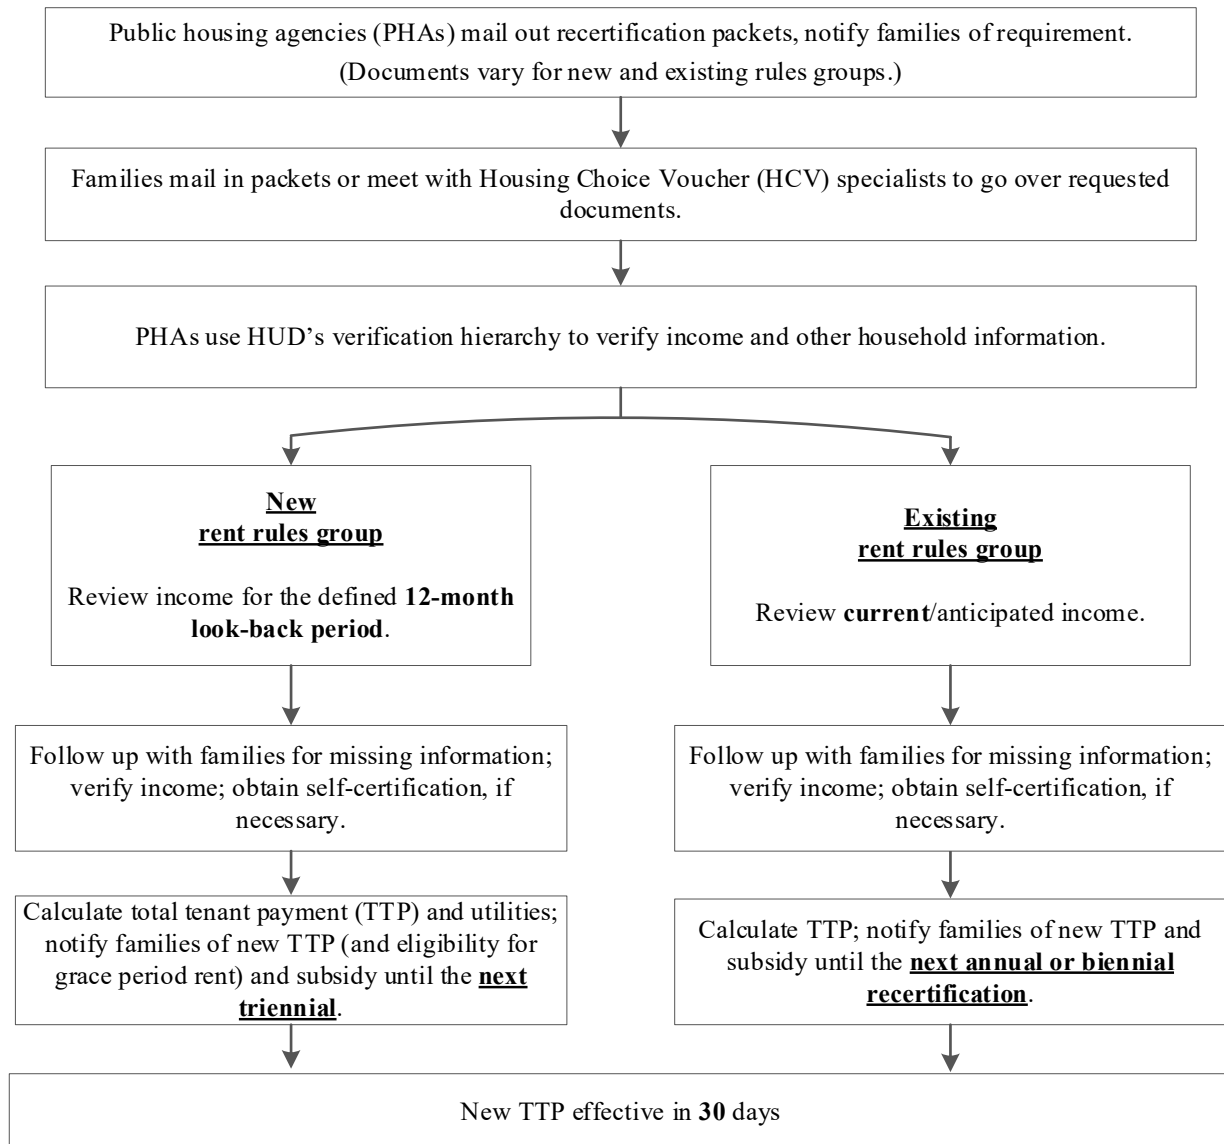 Public housing agencies (PHAs) mail out recertification packets, notify families of requirement.
(Documents vary for new and existing rules groups.)
Families mail in packets or meet with Housing Choice Voucher (HCV) specialists to go over requested
documents.
PHAs use HUD’s verification hierarchy to verify income and other household information.
New
rent rules group
Review income for the defined 12-month
look-back period.
Existing
rent rules group
Review current/anticipated income.
Follow up with families for missing information;
verify income; obtain self-certification, if
necessary.
Follow up with families for missing information;
verify income; obtain self-certification, if
necessary.
Calculate total tenant payment (TTP) and utilities;
notify families of new TTP (and eligibility for
grace period rent) and subsidy until the next
triennial.
Calculate TTP; notify families of new TTP and
subsidy until the next annual or biennial
recertification.
New TTP effective in 30 days